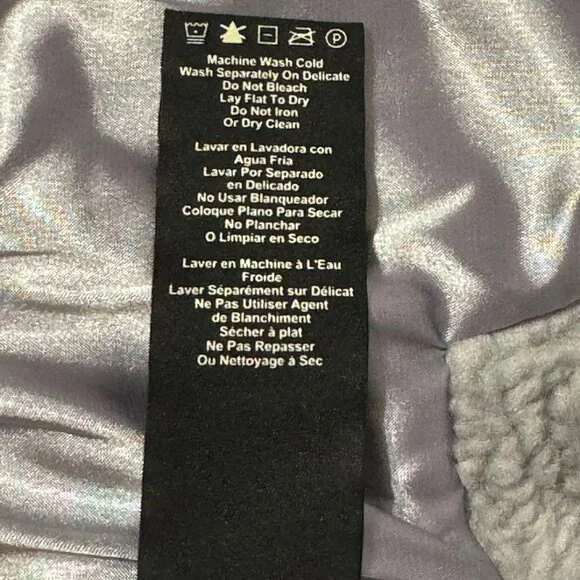 P
Machine Wash Cold
Wash Separately On Delicate
Do Not Bleach
Lay Flat To Dry
Do Not Iron
Or Dry Clean
Lavar en Lavadora con
Agua Fria
Lavar Por Separado
en Delicado
No Usar Blanqueador
Coloque Plano Para Secar
No Planchar
O Limpiar en Seco
Laver en Machine à L'Eau
Froide
Laver Séparément sur Délicat
Ne Pas Utiliser Agent
de Blanchiment
Sécher à plat
Ne Pas Repasser
Ou Nettoyage à Sec